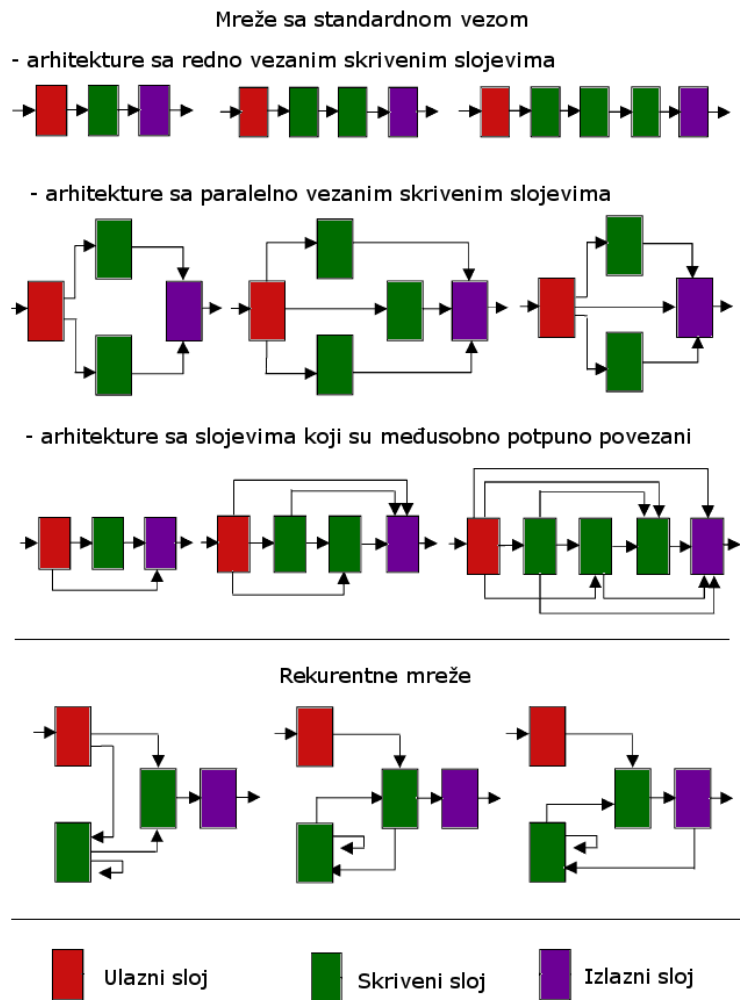 Mreže sa standardnom vezom
- arhitekture sa redno vezanim skrivenim slojevima
- arhitekture sa paralelno vezanim skrivenim slojevima
- arhitekture sa slojevima koji su međusobno potpuno povezani
Rekurentne mreže
Ulazni sloj
Skriveni sloj
Izlazni sloj